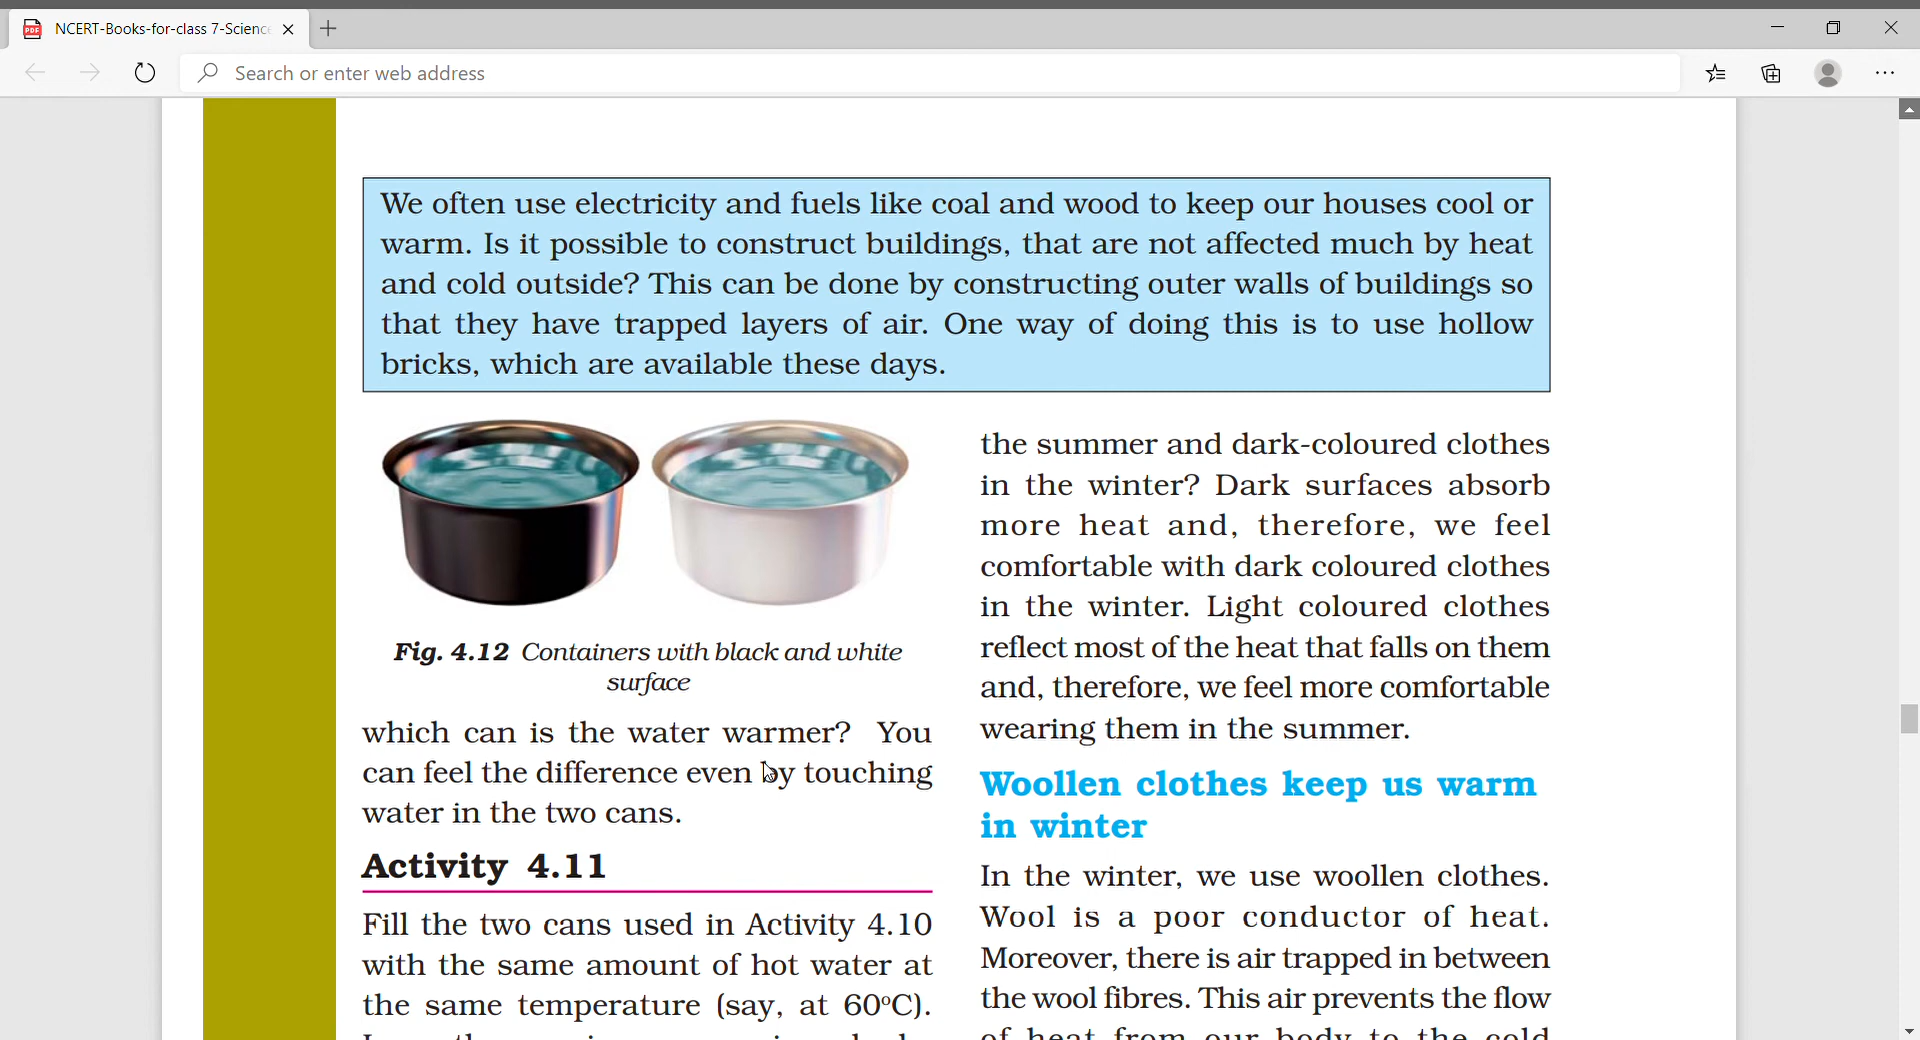 NCERT-Books-for-class 7-Scienc
Search or enter web address
We often use electricity and fuels like coal and wood to keep our houses cool or
warm. Is it possible to construct buildings, that are not affected much by heat
and cold outside? This can be done by constructing outer walls of buildings so
that they have trapped layers of air. One way of doing this is to use hollow
bricks, which are available these days.
Fig. 4.12 Containers with black and white
surface
which can is the water warmer? You
can feel the difference even by touching
water in the two cans.
Activity 4.11
Fill the two cans used in Activity 4.10
with the same amount of hot water at
the same temperature (say, at 60°C).
the summer and dark-coloured clothes
in the winter? Dark surfaces absorb
more heat and, therefore, we feel
comfortable with dark coloured clothes
in the winter. Light coloured clothes
reflect most of the heat that falls on them
and, therefore, we feel more comfortable
wearing them in the summer.
Woollen clothes keep us warm
in winter
In the winter, we use woollen clothes.
Wool is a poor conductor of heat.
Moreover, there is air trapped in between
the wool fibres. This air prevents the flow
of heat from our body to the cold